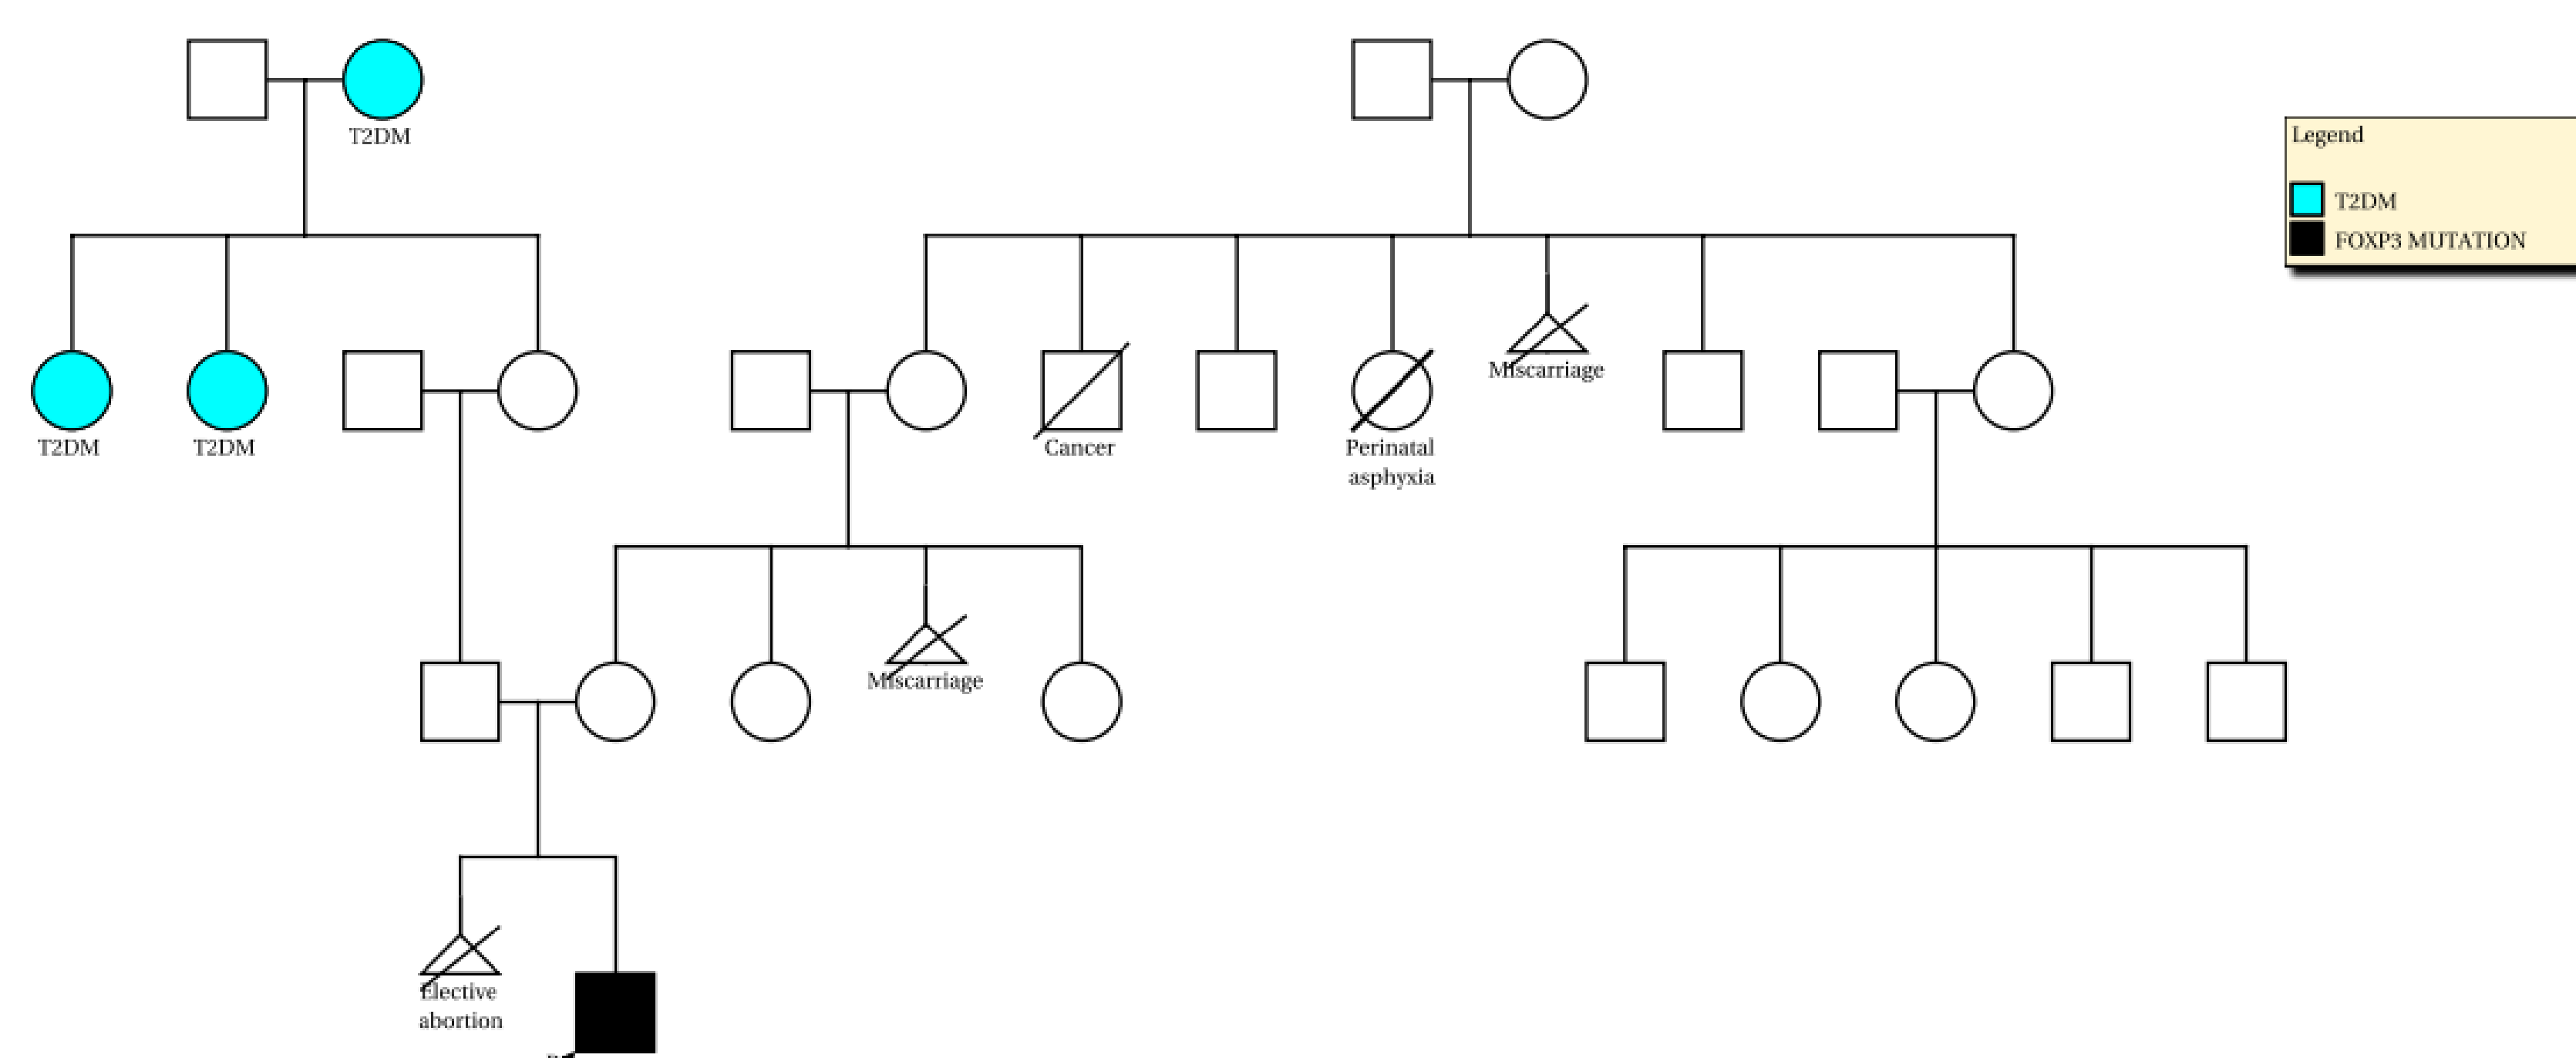 T2DM
Legend
T2DM
FOXP3 MUTATION
T2DM
T2DM
Cancer
Perinatal
asphyxia
Miscarriage
Miscarriage
Elective
abortion